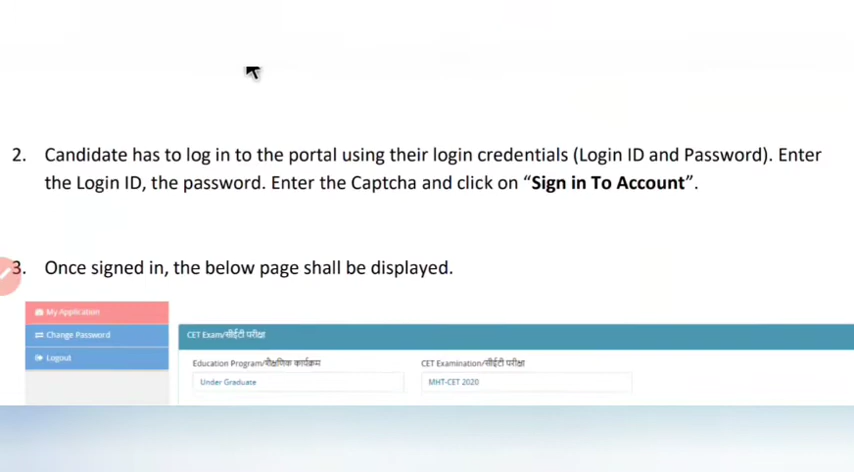 2. Candidate has to log in to the portal using their login credentials (Login ID and Password). Enter
the Login ID, the password. Enter the Captcha and click on “Sign in To Account”.
3. Once signed in, the below page shall be displayed.
My Application
Change Password
Logout
CET Exam/सीईटी परीक्षा
Education Program/शैक्षणिक कार्यक्रम
CET Examination/सीईटी परीक्षा
Under Graduate
MHT-CET 2020